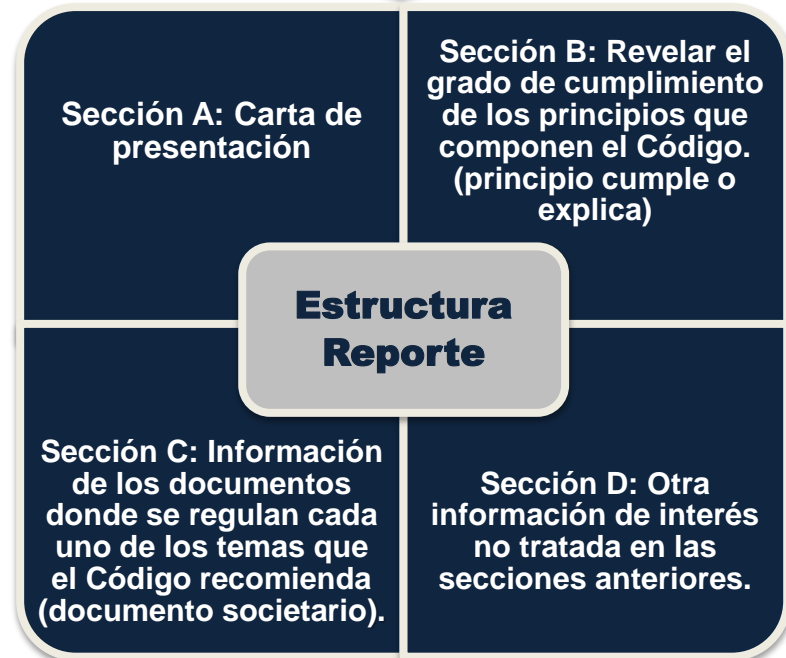 Sección A: Carta de
presentación
Sección B: Revelar el
grado de cumplimiento
de los principios que
componen el Código.
(principio cumple o
explica)
Estructura
Reporte
Sección C: Información
de los documentos
donde se regulan cada
uno de los temas que
el Código recomienda
(documento societario).
Sección D: Otra
información de interés
no tratada en las
secciones anteriores.